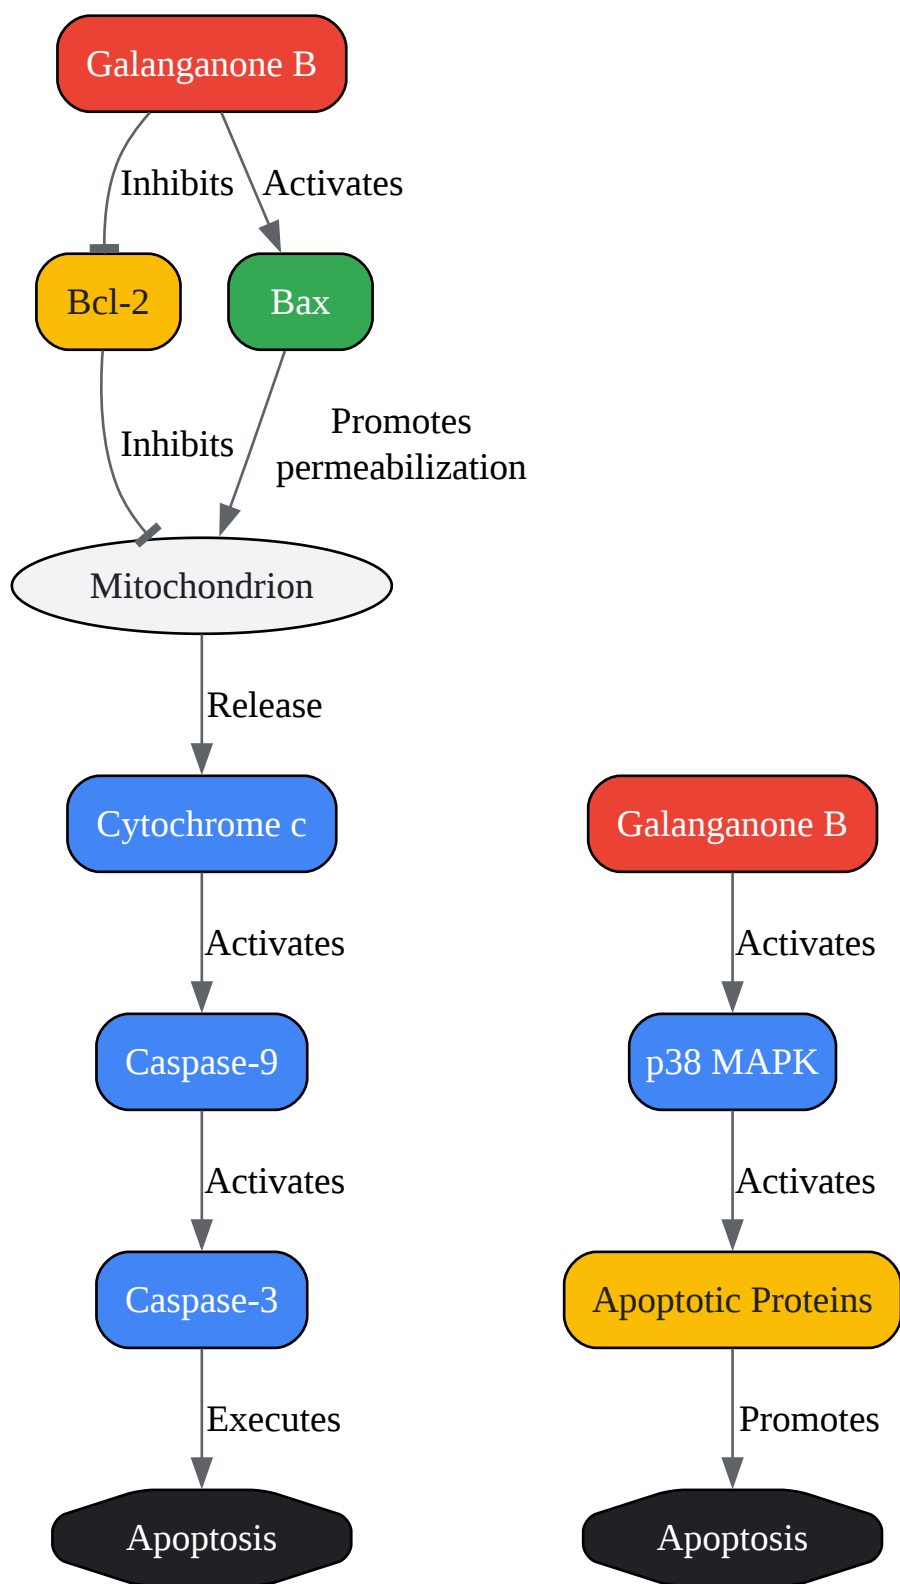 Galanganone B
Inhibits
Activates
Bcl-2
Bax
Inhibits
Promotes
permeabilization
Mitochondrion
Release
Cytochrome c
Activates
Caspase-9
Activates
Caspase-3
Executes
Apoptosis
Galanganone B
Activates
p38 MAPK
Activates
Apoptotic Proteins
Promotes
Apoptosis